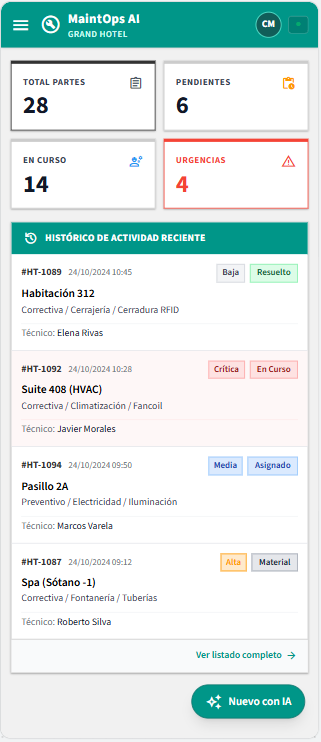 MaintOps AI
GRAND HOTEL
CM
TOTAL PARTES
28
PENDIENTES
6
EN CURSO
14
URGENCIAS
4
HISTÓRICO DE ACTIVIDAD RECIENTE
#HT-1089 24/10/2024 10:45 Baja Resuelto
Habitación 312
Correctiva / Cerrajería / Cerradura RFID
Técnico: Elena Rivas
#HT-1092 24/10/2024 10:28 Crítica En Curso
Suite 408 (HVAC)
Correctiva / Climatización / Fancoil
Técnico: Javier Morales
#HT-1094 24/10/2024 09:50 Media Asignado
Pasillo 2A
Preventivo / Electricidad / Iluminación
Técnico: Marcos Varela
#HT-1087 24/10/2024 09:12 Alta Material
Spa (Sótano -1)
Correctiva / Fontanería / Tuberías
Técnico: Roberto Silva
Ver listado completo →
Nuevo con IA